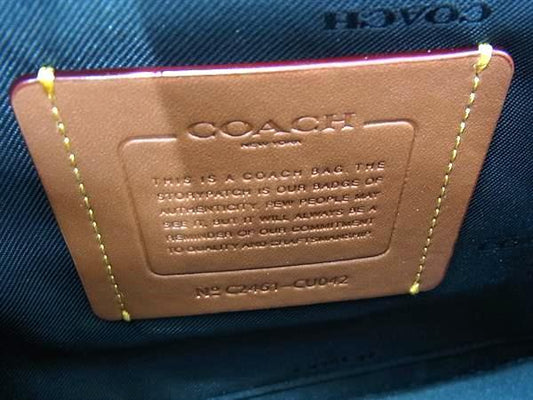 COACH
COACH
NEW YORK
THIS IS A COACH BAG. THE
STORYPATCH IS OUR BADGE OF
AUTHENTICITY. FEW PEOPLE MAY
SEE IT, BUT IT WILL ALWAYS BE A
REMINDER OF OUR COMMITMENT
TO QUALITY AND CRAFTSMANSHIP.
Nº C2461-CU042